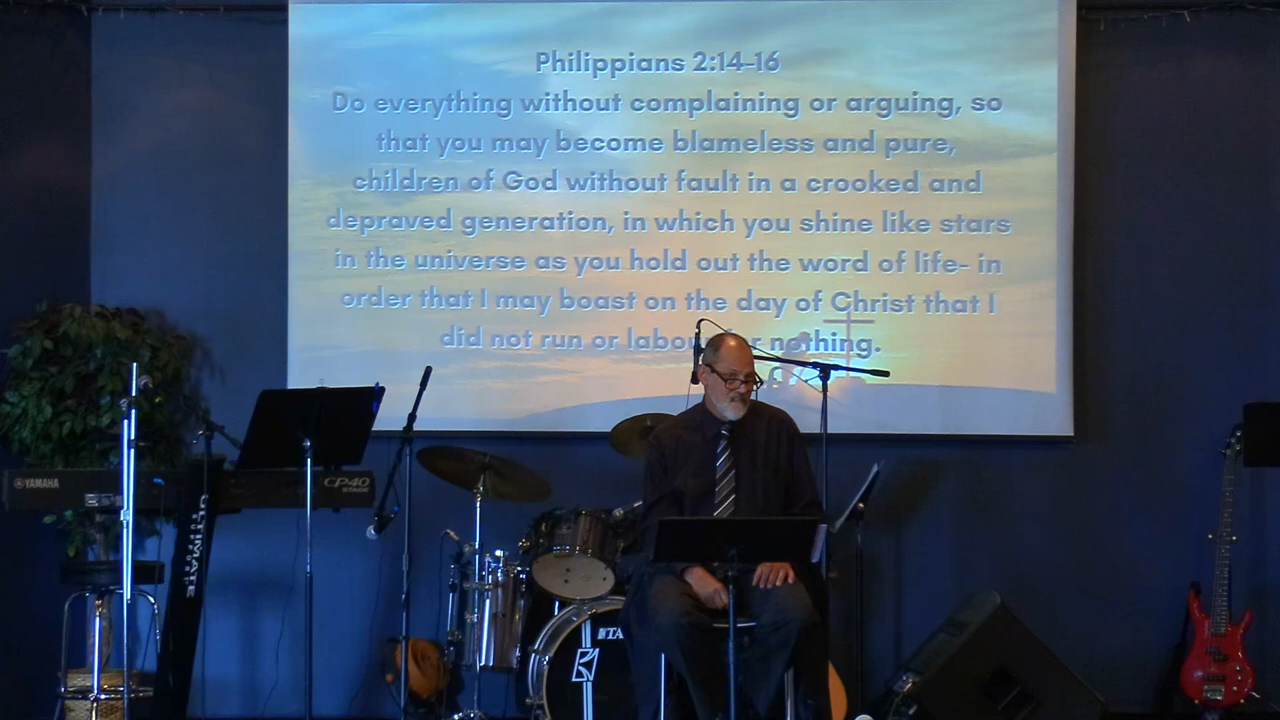 Philippians 2:14-16
Do everything without complaining or arguing, so
that you may become blameless and pure,
children of God without fault in a crooked and
depraved generation, in which you shine like stars
in the universe as you hold out the word of life- in
order that I may boast on the day of Christ that I
did not run or labou nothing.
YAMAHA
CP40
STAGE
ULTIMATE
TA